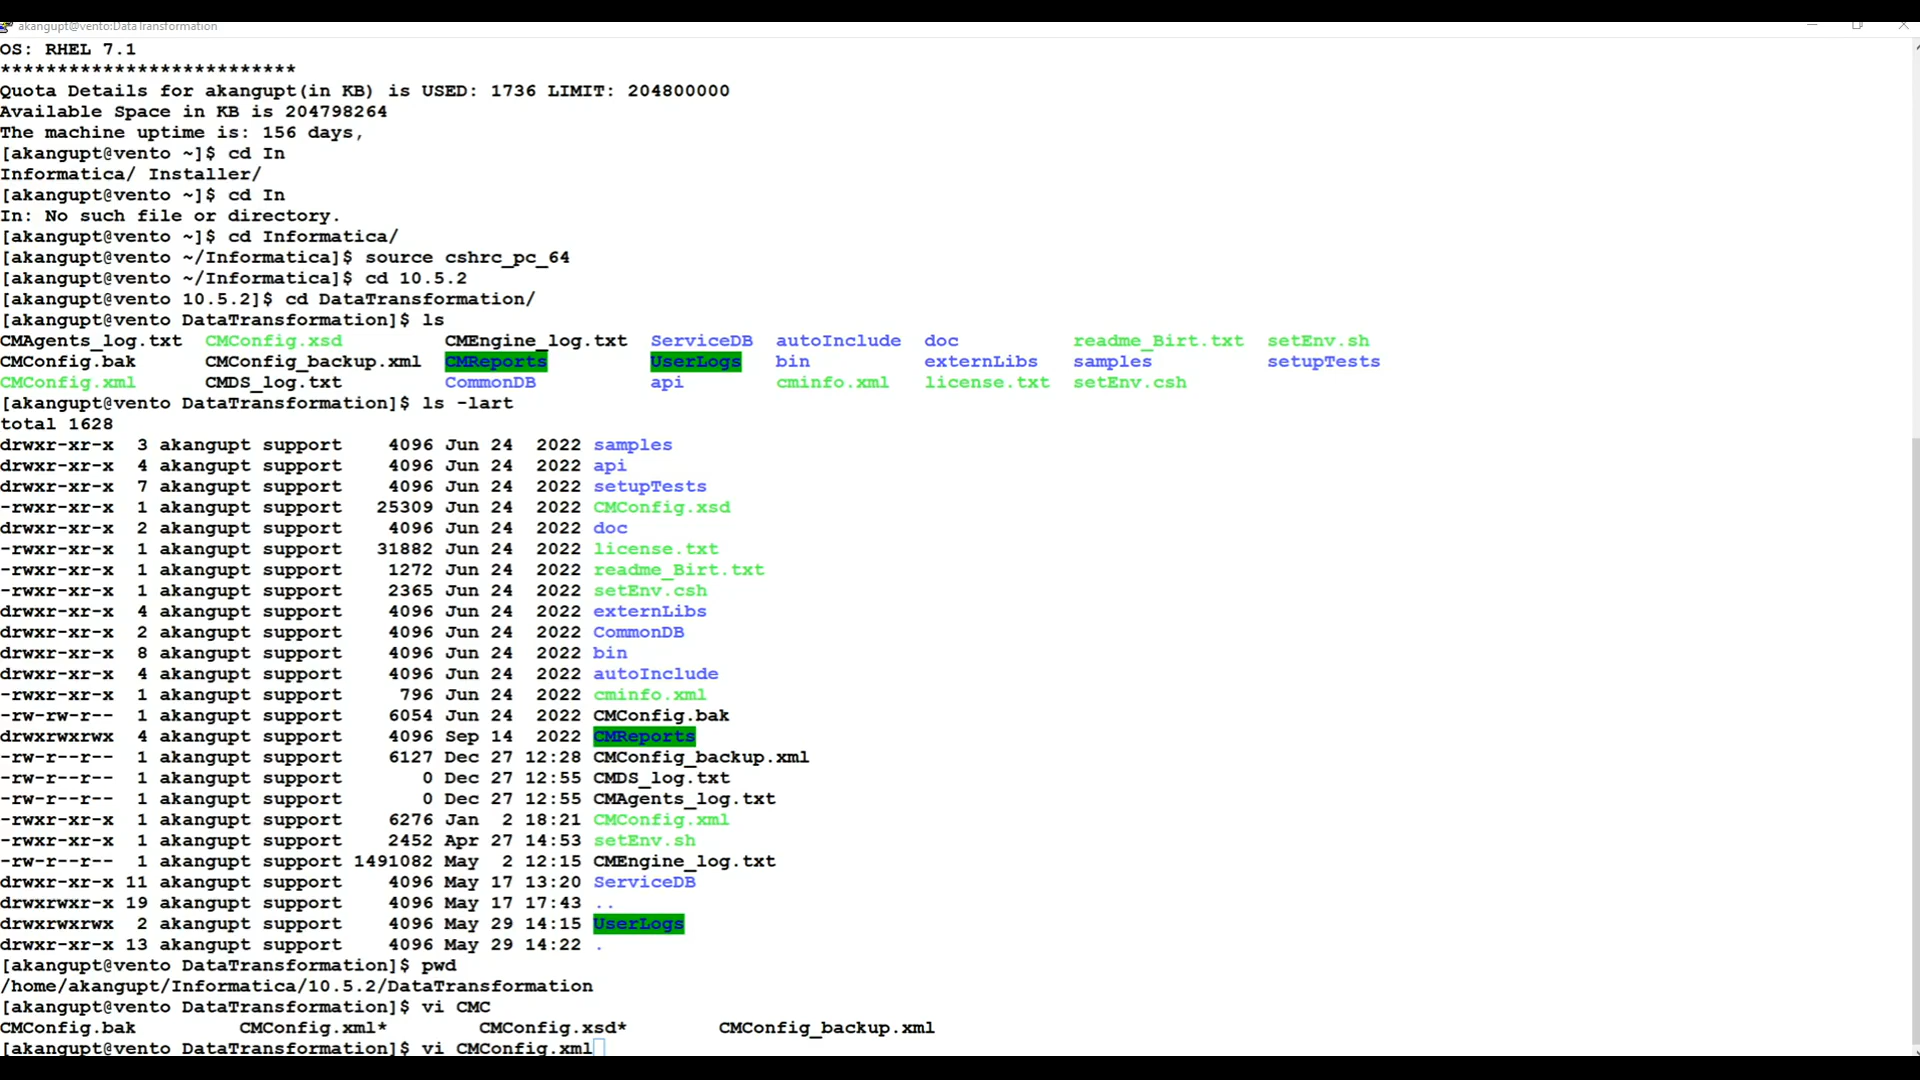 akangupt@vento:DataTransformation
OS: RHEL 7.1
**************************
Quota Details for akangupt(in KB) is USED: 1736 LIMIT: 204800000
Available Space in KB is 204798264
The machine uptime is: 156 days,
[akangupt@vento ~]$ cd In
Informatica/ Installer/
[akangupt@vento ~]$ cd In
In: No such file or directory.
[akangupt@vento ~]$ cd Informatica/
[akangupt@vento ~/Informatica]$ source cshrc_pc_64
[akangupt@vento ~/Informatica]$ cd 10.5.2
[akangupt@vento 10.5.2]$ cd DataTransformation/
[akangupt@vento DataTransformation]$ ls
CMAgents_log.txt  CMConfig.xsd         CMEngine_log.txt  ServiceDB  autoInclude  doc          readme_Birt.txt  setEnv.sh
CMConfig.bak      CMConfig_backup.xml  CMReports         UserLogs   bin          externLibs   samples          setupTests
CMConfig.xml      CMDS_log.txt         CommonDB          api        cminfo.xml   license.txt  setEnv.csh
[akangupt@vento DataTransformation]$ ls -lart
total 1628
drwxr-xr-x  3 akangupt support    4096 Jun 24  2022 samples
drwxr-xr-x  4 akangupt support    4096 Jun 24  2022 api
drwxr-xr-x  7 akangupt support    4096 Jun 24  2022 setupTests
-rwxr-xr-x  1 akangupt support   25309 Jun 24  2022 CMConfig.xsd
drwxr-xr-x  2 akangupt support    4096 Jun 24  2022 doc
-rwxr-xr-x  1 akangupt support   31882 Jun 24  2022 license.txt
-rwxr-xr-x  1 akangupt support    1272 Jun 24  2022 readme_Birt.txt
-rwxr-xr-x  1 akangupt support    2365 Jun 24  2022 setEnv.csh
drwxr-xr-x  4 akangupt support    4096 Jun 24  2022 externLibs
drwxr-xr-x  2 akangupt support    4096 Jun 24  2022 CommonDB
drwxr-xr-x  8 akangupt support    4096 Jun 24  2022 bin
drwxr-xr-x  4 akangupt support    4096 Jun 24  2022 autoInclude
-rwxr-xr-x  1 akangupt support     796 Jun 24  2022 cminfo.xml
-rw-rw-r--  1 akangupt support    6054 Jun 24  2022 CMConfig.bak
drwxrwxrwx  4 akangupt support    4096 Sep 14  2022 CMReports
-rw-r--r--  1 akangupt support    6127 Dec 27 12:28 CMConfig_backup.xml
-rw-r--r--  1 akangupt support       0 Dec 27 12:55 CMDS_log.txt
-rw-r--r--  1 akangupt support       0 Dec 27 12:55 CMAgents_log.txt
-rwxr-xr-x  1 akangupt support    6276 Jan  2 18:21 CMConfig.xml
-rwxr-xr-x  1 akangupt support    2452 Apr 27 14:53 setEnv.sh
-rw-r--r--  1 akangupt support 1491082 May  2 12:15 CMEngine_log.txt
drwxr-xr-x 11 akangupt support    4096 May 17 13:20 ServiceDB
drwxrwxr-x 19 akangupt support    4096 May 17 17:43 ..
drwxrwxrwx  2 akangupt support    4096 May 29 14:15 UserLogs
drwxr-xr-x 13 akangupt support    4096 May 29 14:22 .
[akangupt@vento DataTransformation]$ pwd
/home/akangupt/Informatica/10.5.2/DataTransformation
[akangupt@vento DataTransformation]$ vi CMC
CMConfig.bak         CMConfig.xml*        CMConfig.xsd*        CMConfig_backup.xml
[akangupt@vento DataTransformation]$ vi CMConfig.xml